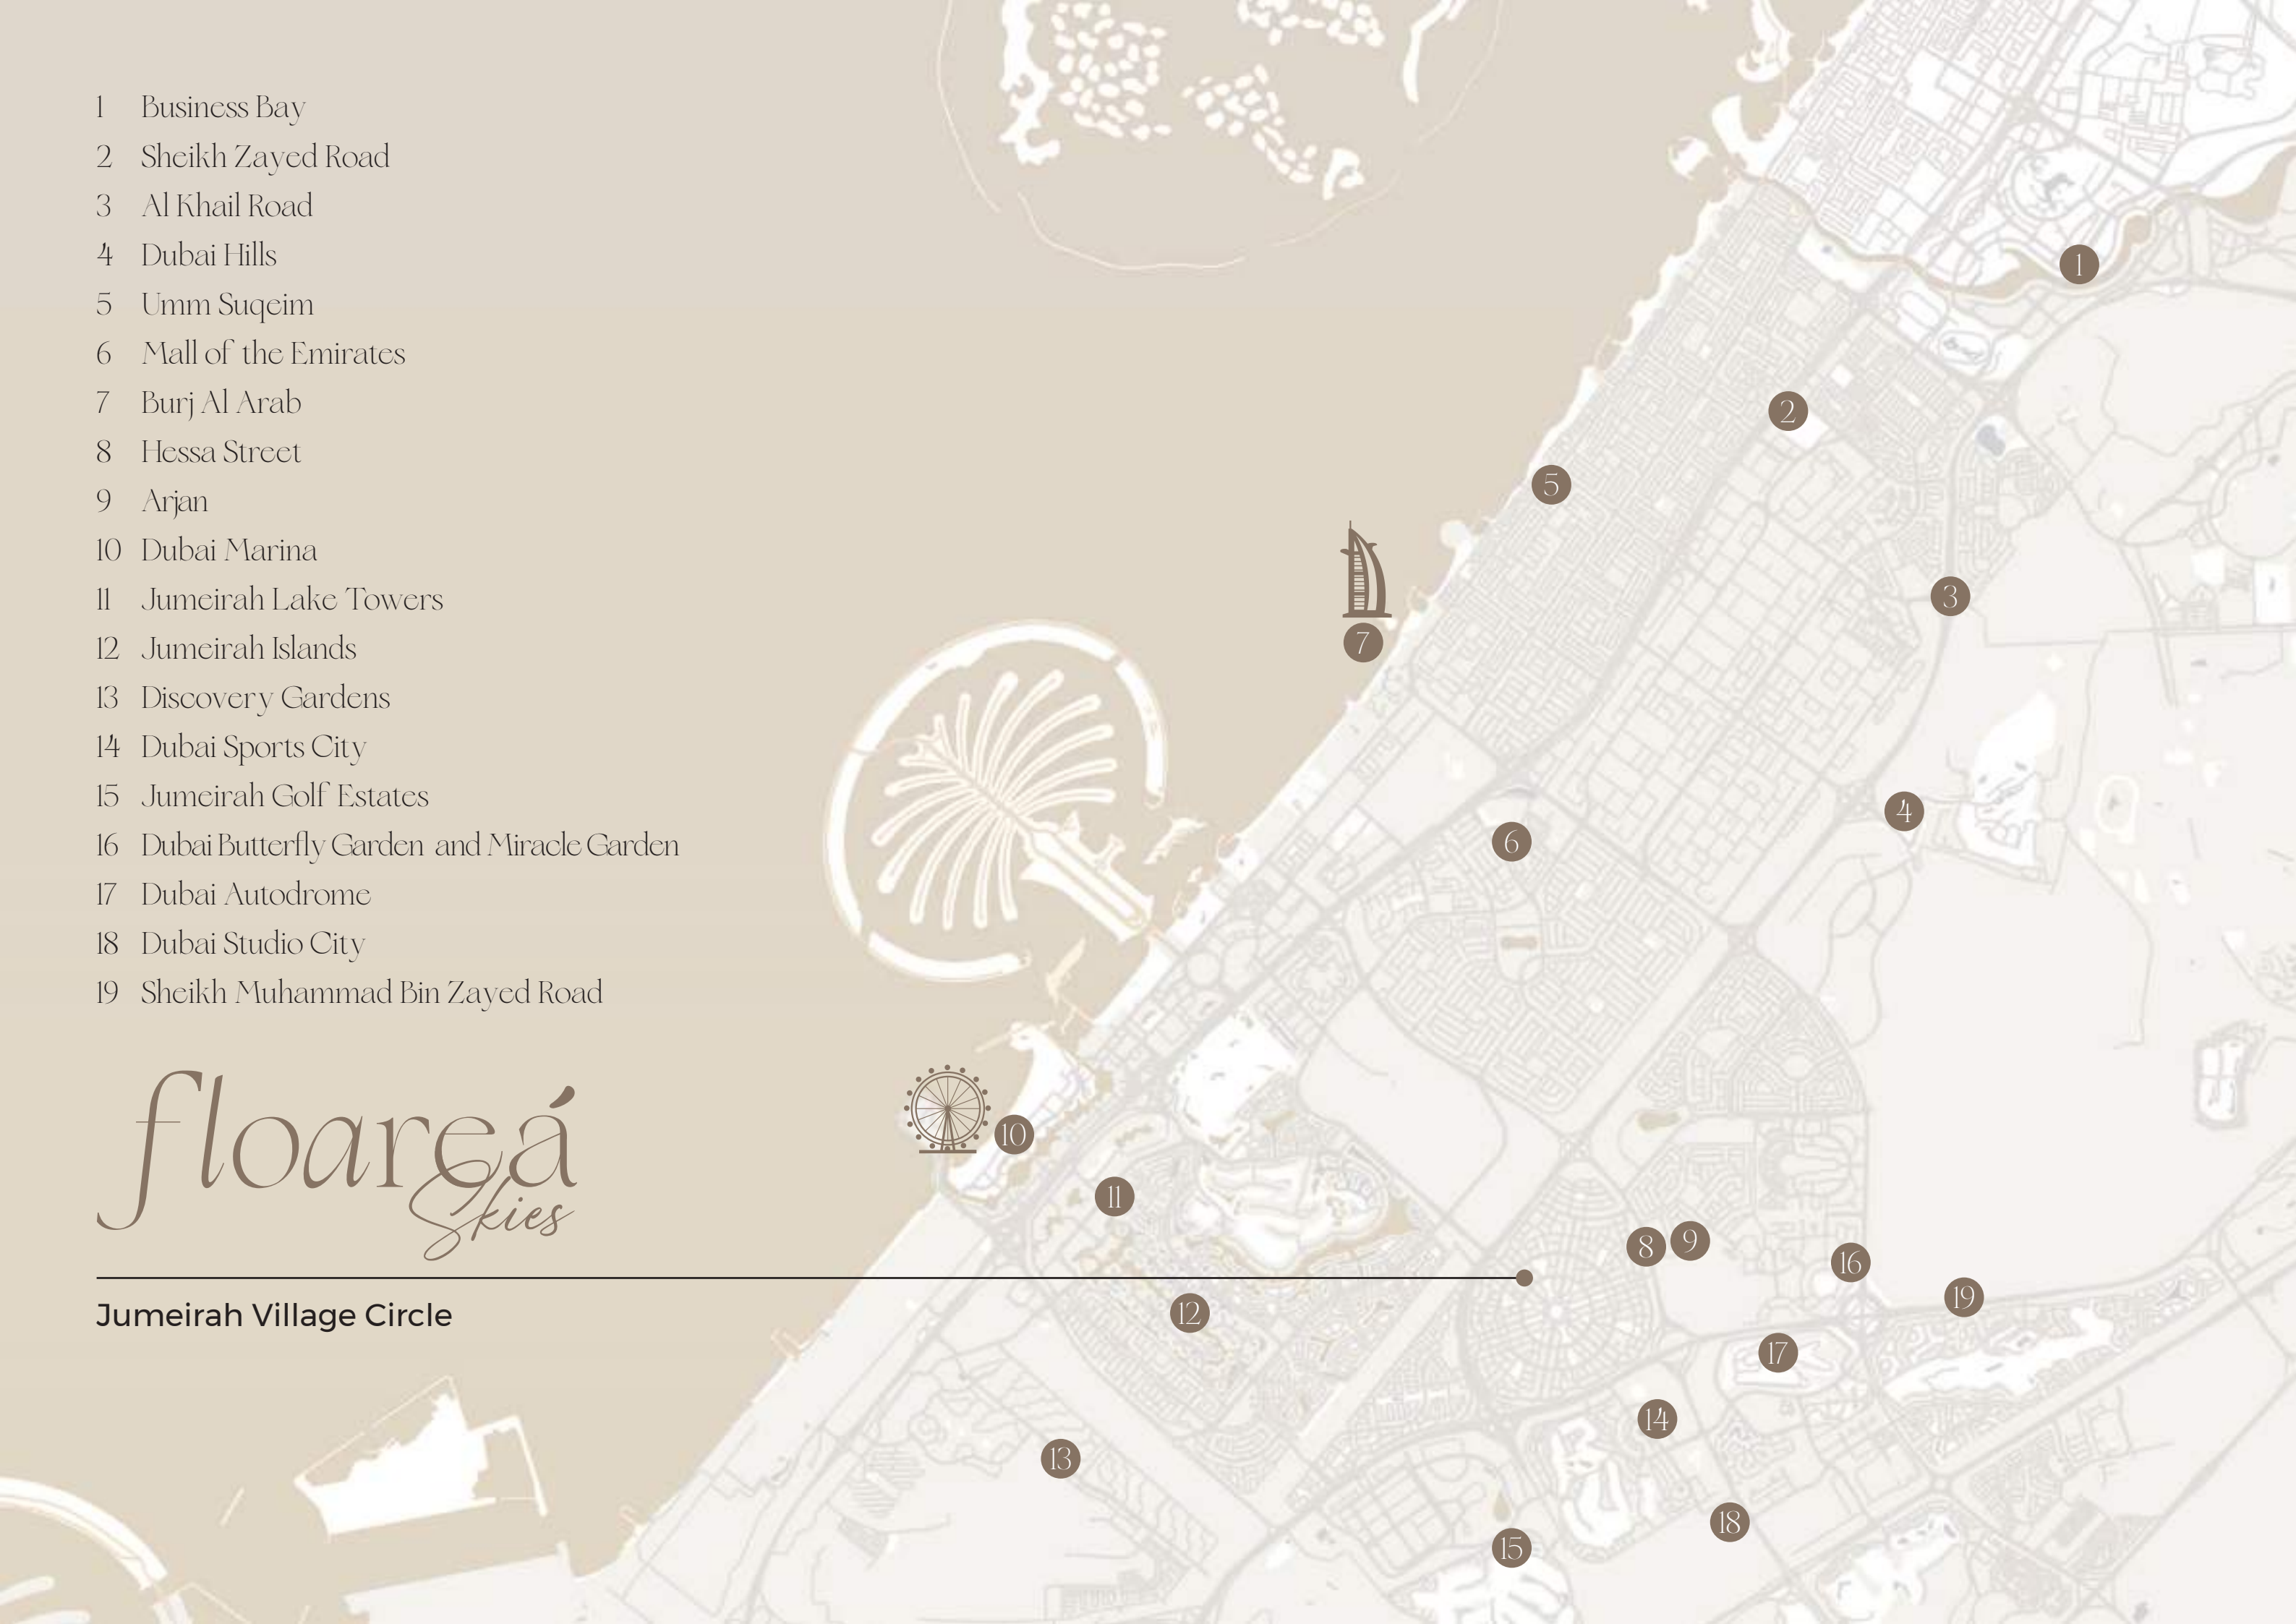 1 Business Bay
2 Sheikh Zayed Road
3 Al Khail Road
4 Dubai Hills
5 Umm Suqeim
6 Mall of the Emirates
7 Burj Al Arab
8 Hessa Street
9 Arjan
10 Dubai Marina
11 Jumeirah Lake Towers
12 Jumeirah Islands
13 Discovery Gardens
14 Dubai Sports City
15 Jumeirah Golf Estates
16 Dubai Butterfly Garden and Miracle Garden
17 Dubai Autodrome
18 Dubai Studio City
19 Sheikh Muhammad Bin Zayed Road
floareá
Skies
Jumeirah Village Circle
1
2
5
3
7
4
6
10
11
8
9
16
19
12
17
14
13
18
15